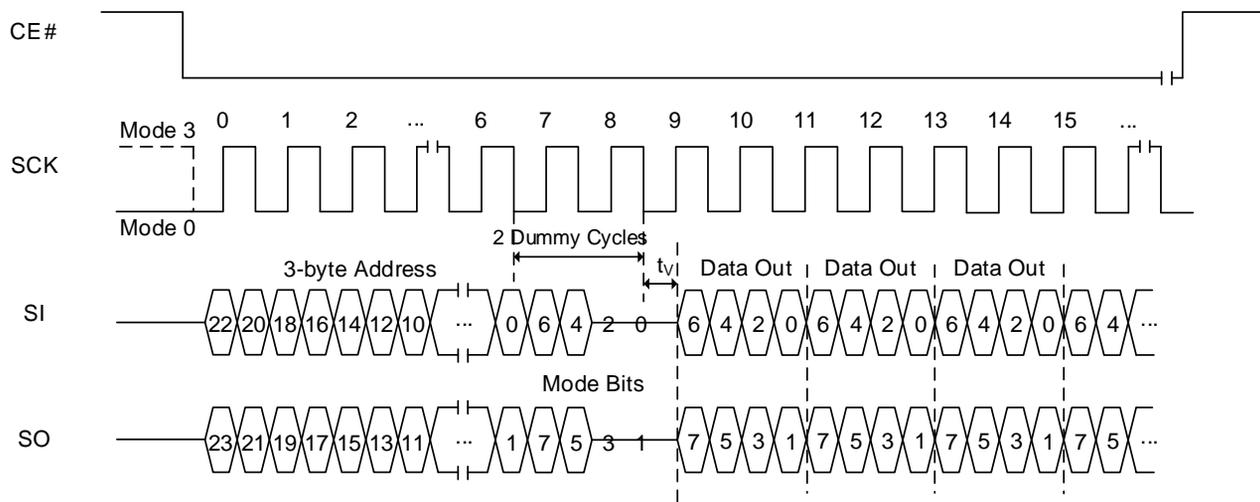 CE#
Mode 3 0 1 2 ... 6 7 8 9 10 11 12 13 14 15 ...
SCK
Mode 0
2 Dummy Cycles
3-byte Address tV Data Out Data Out Data Out
SI 22 20 18 16 14 12 10 ... 0 6 4 2 0 6 4 2 0 6 4 2 0 6 4 2 0 6 4 ...
Mode Bits
SO 23 21 19 17 15 13 11 ... 1 7 5 3 1 7 5 3 1 7 5 3 1 7 5 3 1 7 5 ...